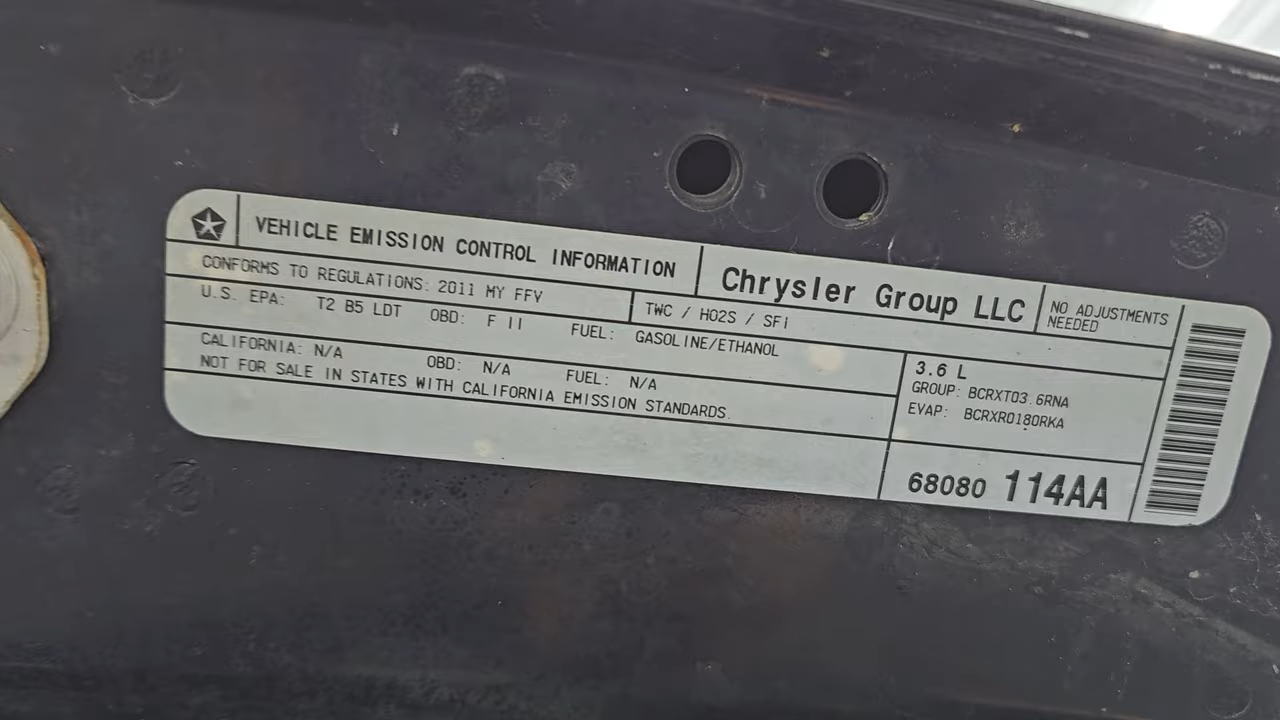 VEHICLE EMISSION CONTROL INFORMATION
Chrysler Group LLC
NO ADJUSTMENTS
NEEDED
CONFORMS TO REGULATIONS: 2011 MY FFV
TWC / HO2S / SFI
U.S. EPA: T2 B5 LDT OBD: F II FUEL: GASOLINE/ETHANOL
CALIFORNIA: N/A OBD: N/A FUEL: N/A
NOT FOR SALE IN STATES WITH CALIFORNIA EMISSION STANDARDS.
3.6 L
GROUP: BCRXT03.6RNA
EVAP: BCRXR0180RKA
68080 114AA